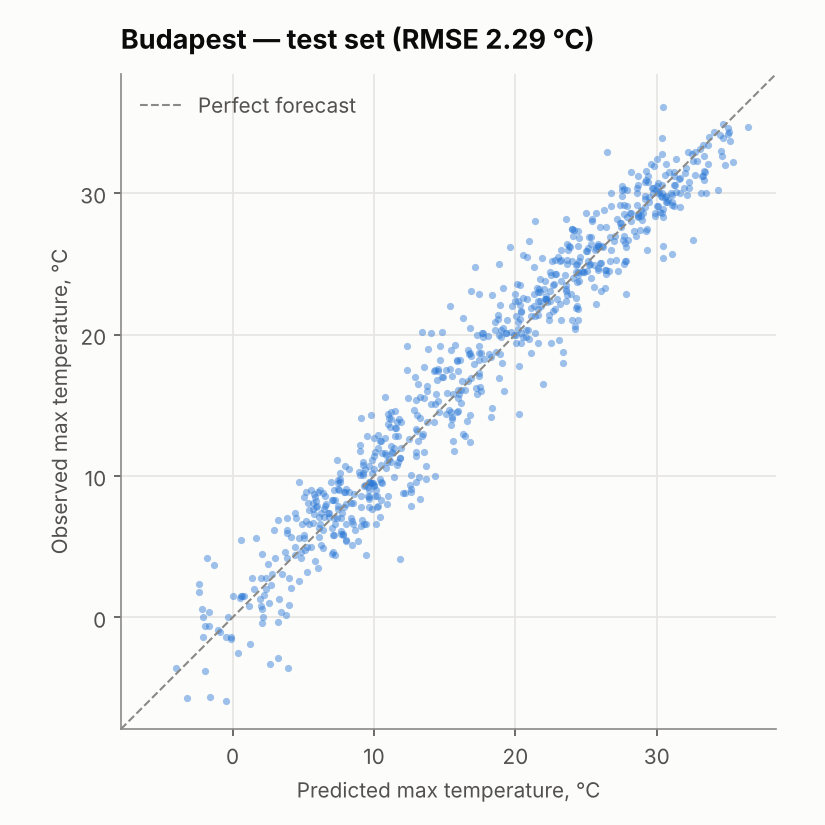 Budapest — test set (RMSE 2.29 °C)
Perfect forecast
30
20
10
0
Observed max temperature, °C
0 10 20 30
Predicted max temperature, °C